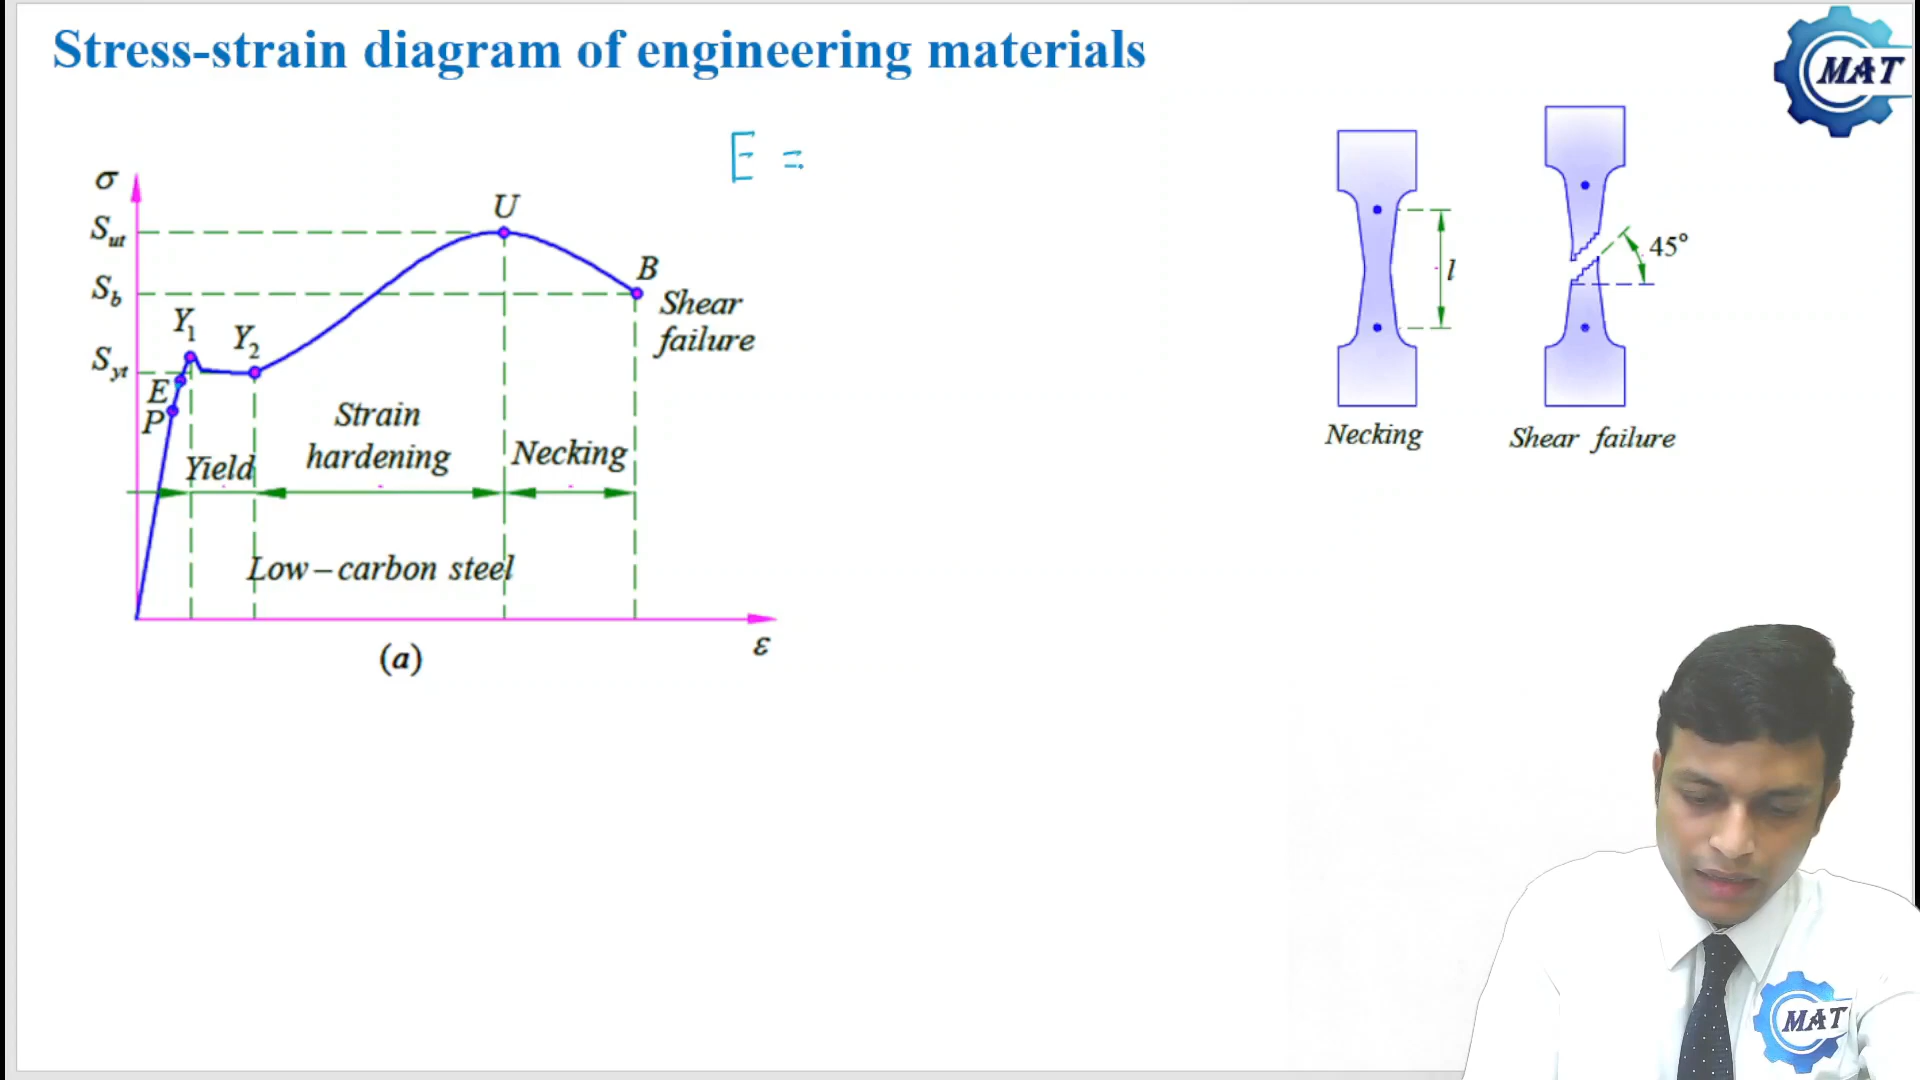 Stress-strain diagram of engineering materials
MAT
E =
σ
S_ut
S_b
S_yt
U
B
Shear
failure
Y_1
Y_2
E
P
Yield
Strain
hardening
Necking
Low-carbon steel
ε
(a)
l
Necking
45°
Shear failure
MAT